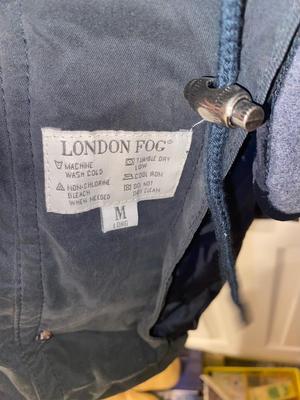 LONDON FOG®
MACHINE WASH COLD
TUMBLE DRY LOW
NON-CHLORINE BLEACH WHEN NEEDED
COOL IRON
DO NOT DRY CLEAN
M
LONG